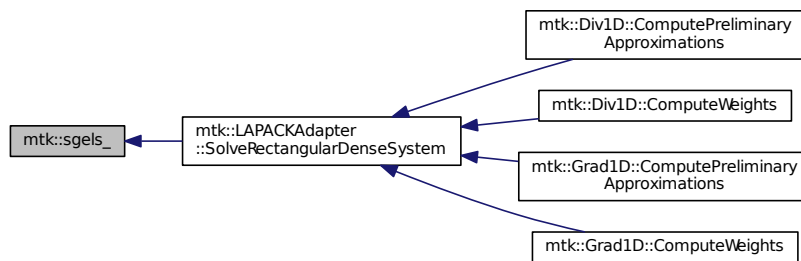 mtk::sgels_
mtk::LAPACKAdapter
::SolveRectangularDenseSystem
mtk::Div1D::ComputePreliminary
Approximations
mtk::Div1D::ComputeWeights
mtk::Grad1D::ComputePreliminary
Approximations
mtk::Grad1D::ComputeWeights